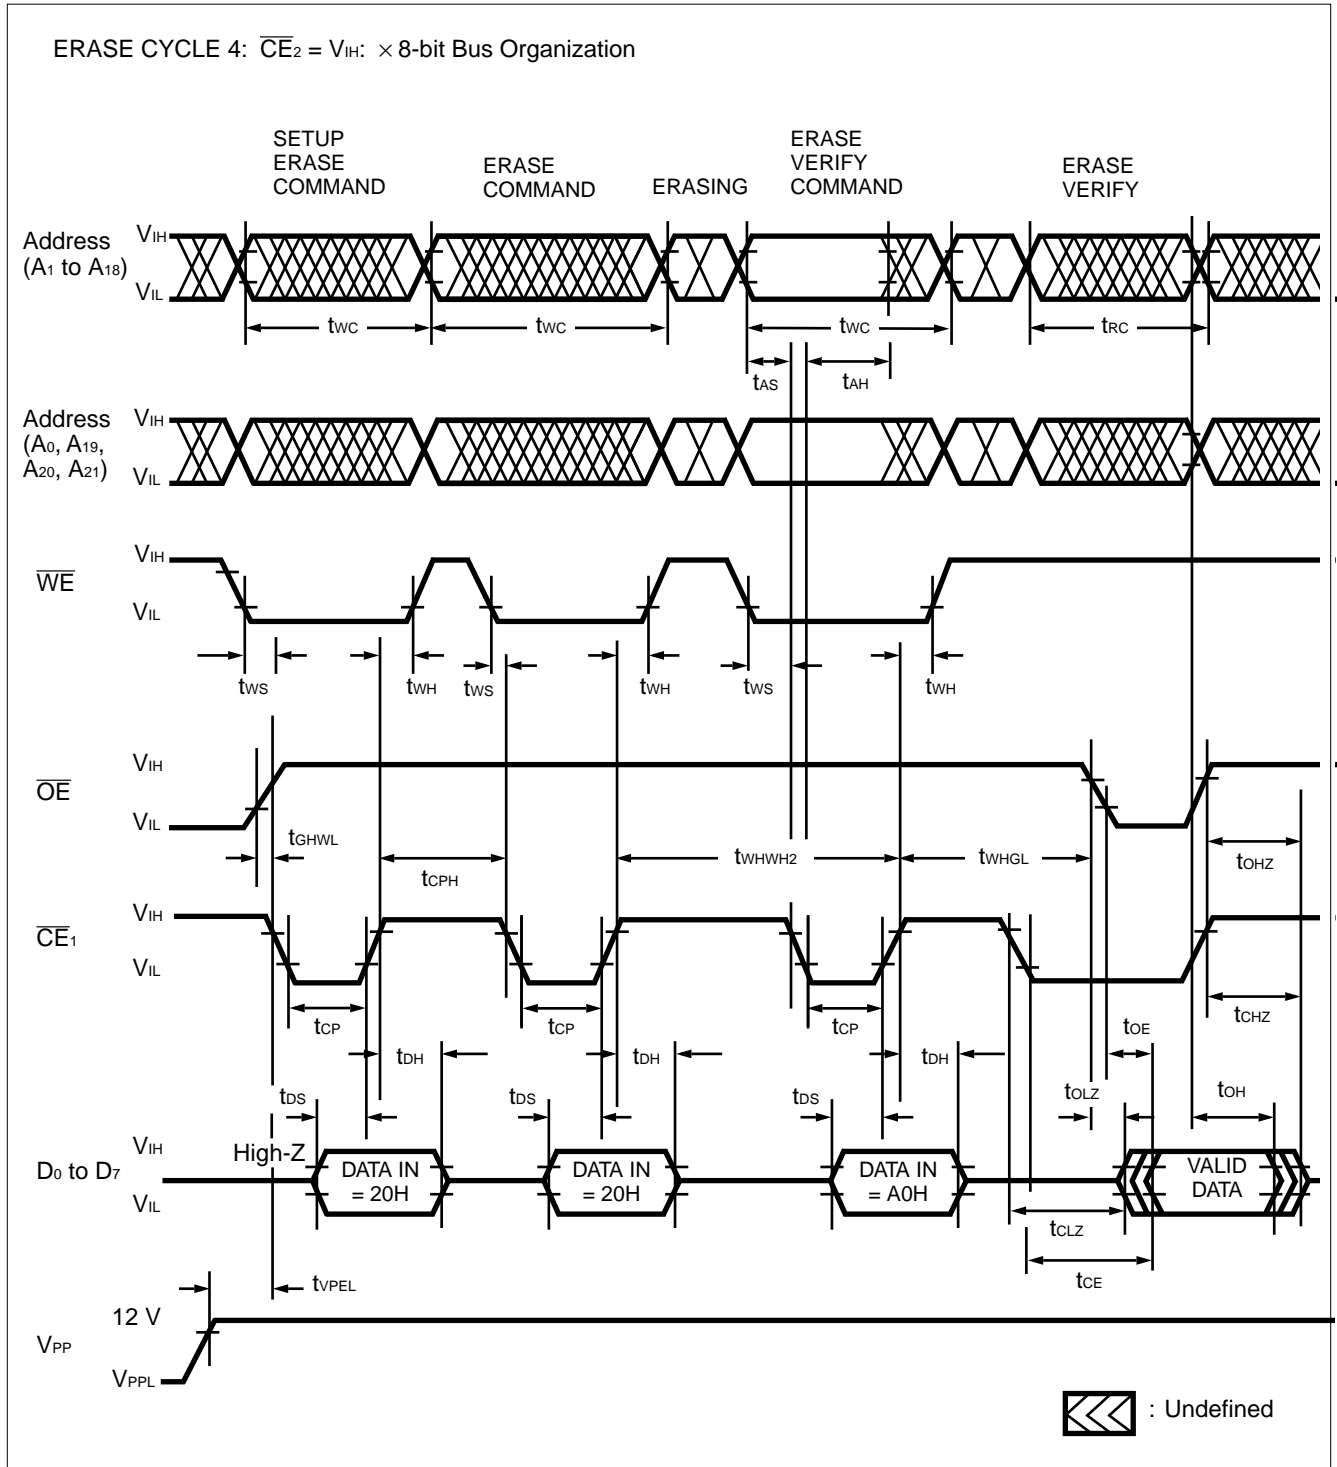 ERASE CYCLE 4: CE2 = VIH: × 8-bit Bus Organization
SETUP
ERASE
COMMAND
ERASE
COMMAND
ERASING
ERASE
VERIFY
COMMAND
ERASE
VERIFY
Address
(A1 to A18)
VIH
VIL
tWC
tWC
tWC
tRC
tAS
tAH
Address
(A0, A19,
A20, A21)
VIH
VIL
WE
VIH
VIL
tWS
tWH
tWS
tWH
tWS
tWH
OE
VIH
VIL
tGHWL
tCPH
tWHWH2
tWHGL
tOHZ
CE1
VIH
VIL
tCP
tCP
tCP
tCHZ
tOE
tDH
tDH
tDH
tDS
tDS
tDS
tOLZ
tOH
D0 to D7
VIH
VIL
High-Z
DATA IN
= 20H
DATA IN
= 20H
DATA IN
= A0H
VALID
DATA
tCLZ
tCE
tVPEL
VPP
12 V
VPPL
: Undefined